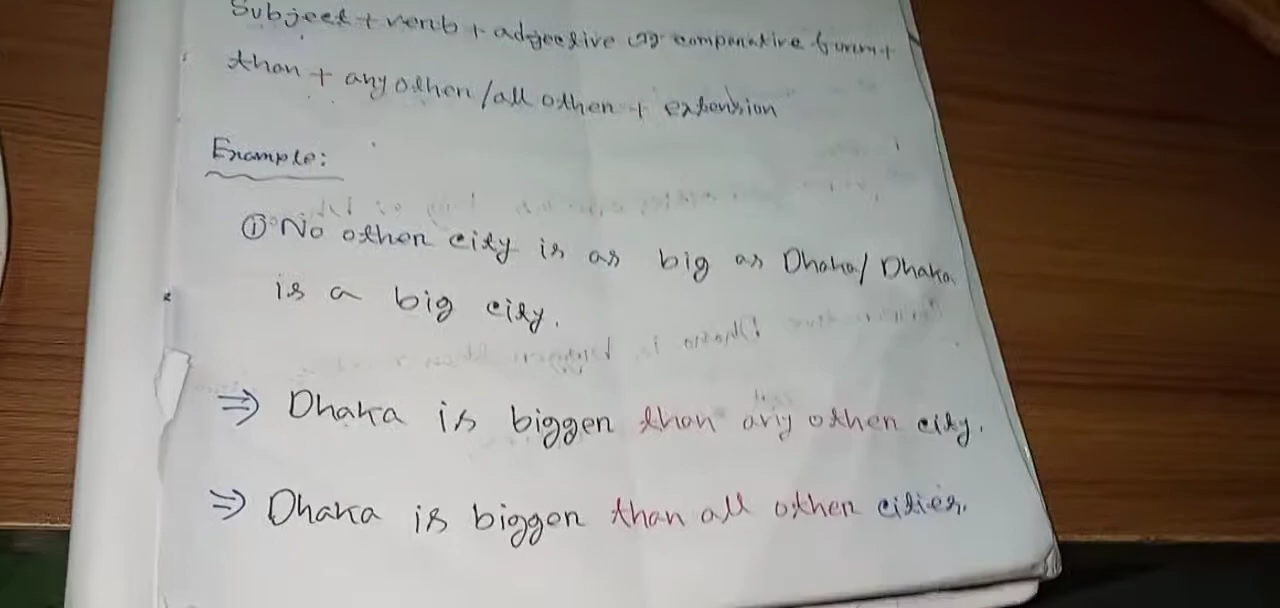 Subject + verb + adjective এর comparative form +
than + any other / all other + extension
Example:
① No other city is as big as Dhaka/ Dhaka
is a big city.
⇒ Dhaka is bigger than any other city.
⇒ Dhaka is bigger than all other cities.